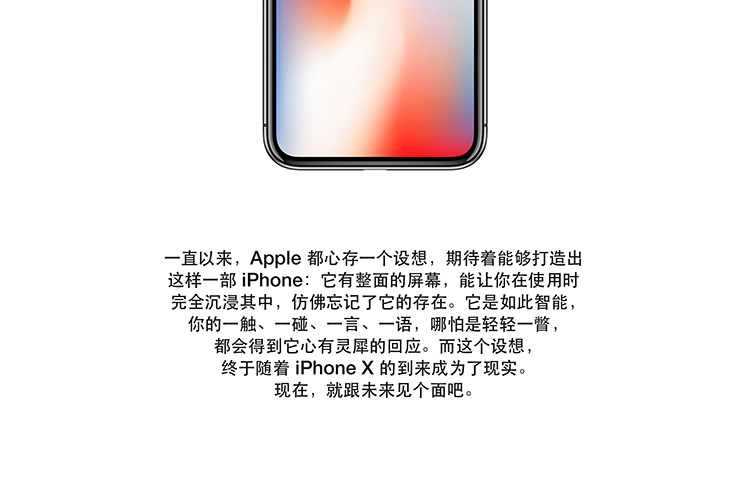 一直以来，Apple 都心存一个设想，期待着能够打造出
这样一部 iPhone：它有整面的屏幕，能让你在使用时
完全沉浸其中，仿佛忘记了它的存在。它是如此智能，
你的一触、一碰、一言、一语，哪怕是轻轻一瞥，
都会得到它心有灵犀的回应。而这个设想，
终于随着 iPhone X 的到来成为了现实。
现在，就跟未来见个面吧。